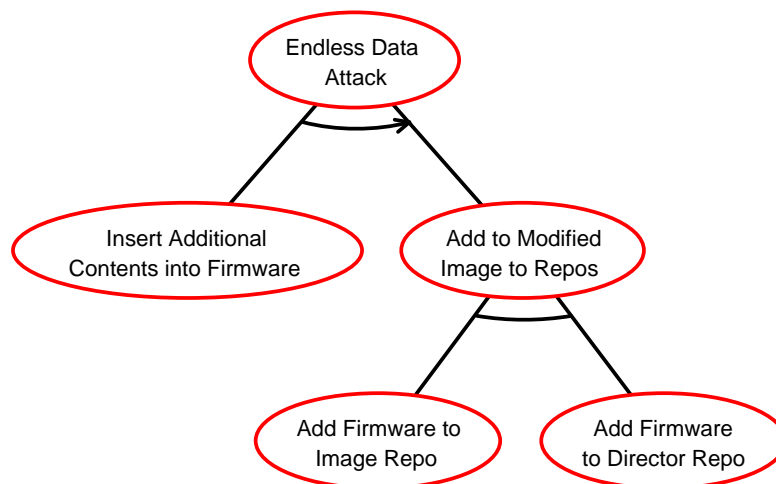 Endless Data
Attack
Insert Additional
Contents into Firmware
Add to Modified
Image to Repos
Add Firmware to
Image Repo
Add Firmware
to Director Repo